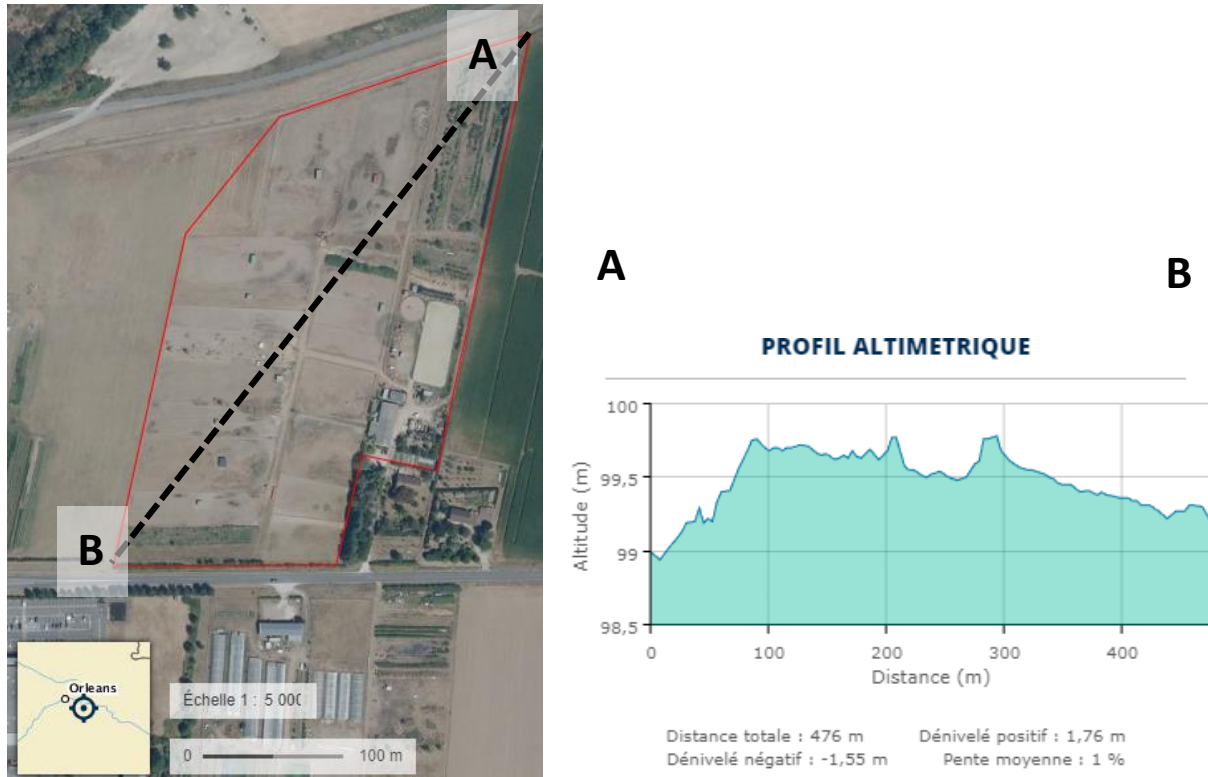 A
B
Orleans
Échelle 1 : 5 000
0 100 m
A B
PROFIL ALTIMETRIQUE
100
99,5
99
98,5
Altitude (m)
0 100 200 300 400
Distance (m)
Distance totale : 476 m Dénivelé positif : 1,76 m
Dénivelé négatif : -1,55 m Pente moyenne : 1 %